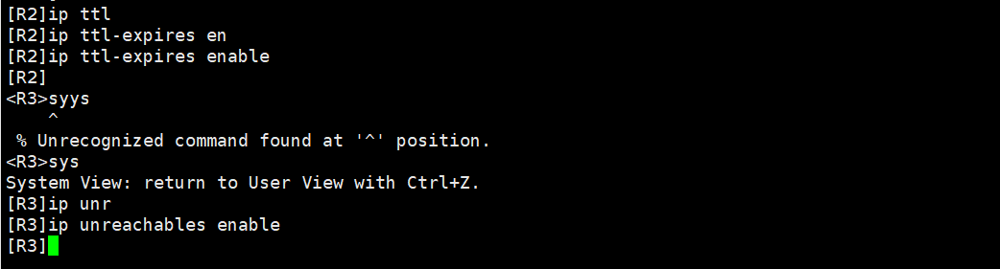 [R2]ip ttl
[R2]ip ttl-expires en
[R2]ip ttl-expires enable
[R2]
<R3>syys
^
% Unrecognized command found at '^' position.
<R3>sys
System View: return to User View with Ctrl+Z.
[R3]ip unr
[R3]ip unreachables enable
[R3]